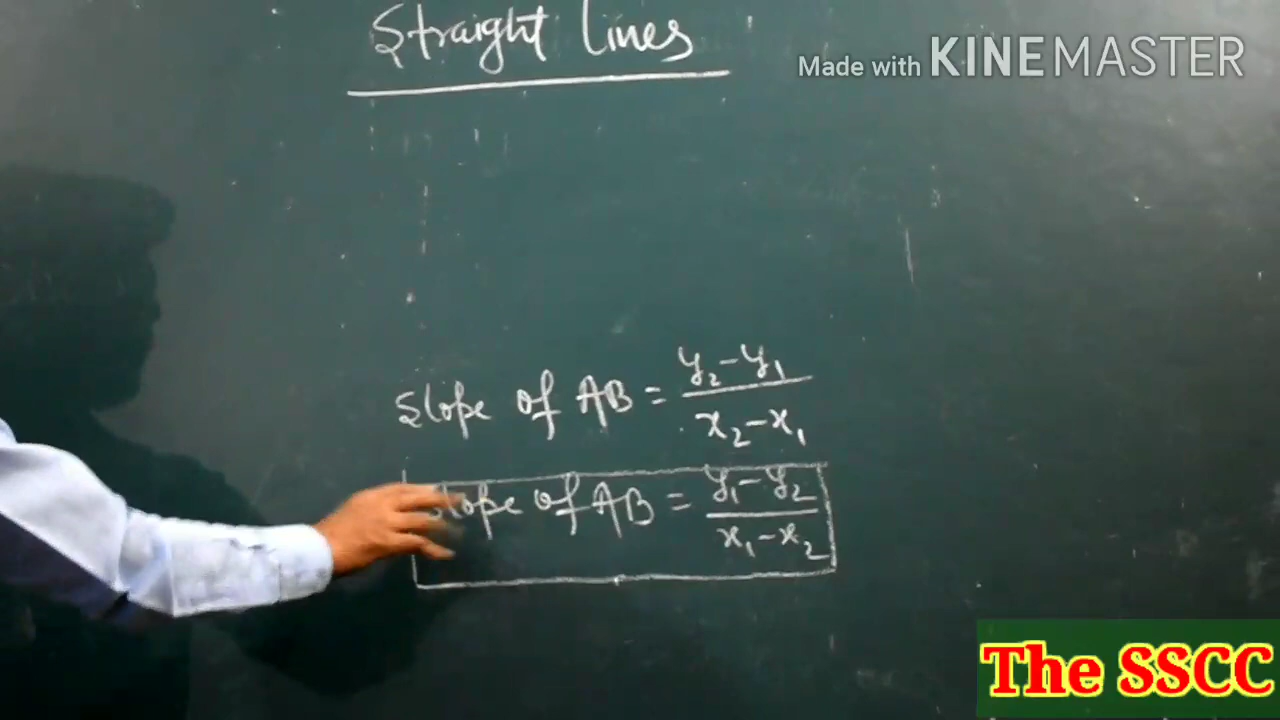 Straight Lines
Made with KINEMASTER
Slope of AB = y₂-y₁ / x₂-x₁
Slope of AB = y₁-y₂ / x₁-x₂
The SSCC